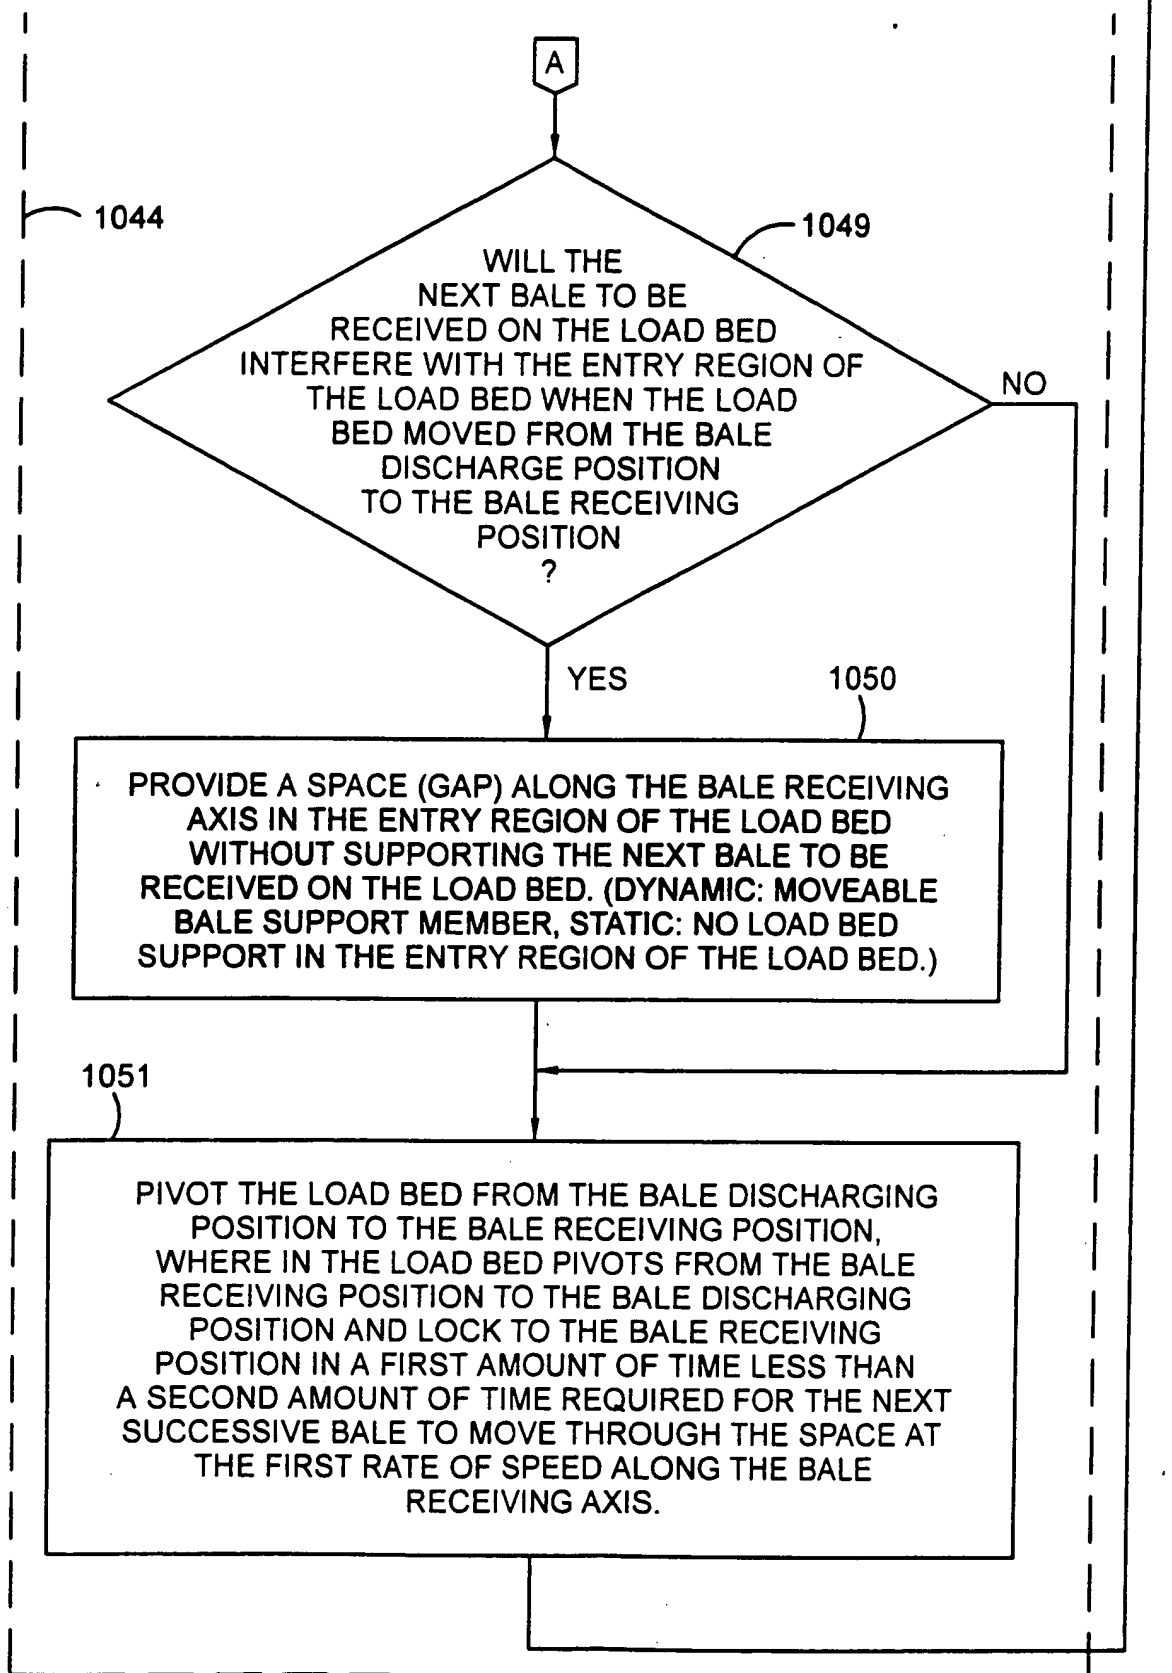 A
1044
1049
WILL THE
NEXT BALE TO BE
RECEIVED ON THE LOAD BED
INTERFERE WITH THE ENTRY REGION OF
THE LOAD BED WHEN THE LOAD
BED MOVED FROM THE BALE
DISCHARGE POSITION
TO THE BALE RECEIVING
POSITION
?
NO
YES
1050
PROVIDE A SPACE (GAP) ALONG THE BALE RECEIVING
AXIS IN THE ENTRY REGION OF THE LOAD BED
WITHOUT SUPPORTING THE NEXT BALE TO BE
RECEIVED ON THE LOAD BED. (DYNAMIC: MOVEABLE
BALE SUPPORT MEMBER, STATIC: NO LOAD BED
SUPPORT IN THE ENTRY REGION OF THE LOAD BED.)
1051
PIVOT THE LOAD BED FROM THE BALE DISCHARGING
POSITION TO THE BALE RECEIVING POSITION,
WHERE IN THE LOAD BED PIVOTS FROM THE BALE
RECEIVING POSITION TO THE BALE DISCHARGING
POSITION AND LOCK TO THE BALE RECEIVING
POSITION IN A FIRST AMOUNT OF TIME LESS THAN
A SECOND AMOUNT OF TIME REQUIRED FOR THE NEXT
SUCCESSIVE BALE TO MOVE THROUGH THE SPACE AT
THE FIRST RATE OF SPEED ALONG THE BALE
RECEIVING AXIS.